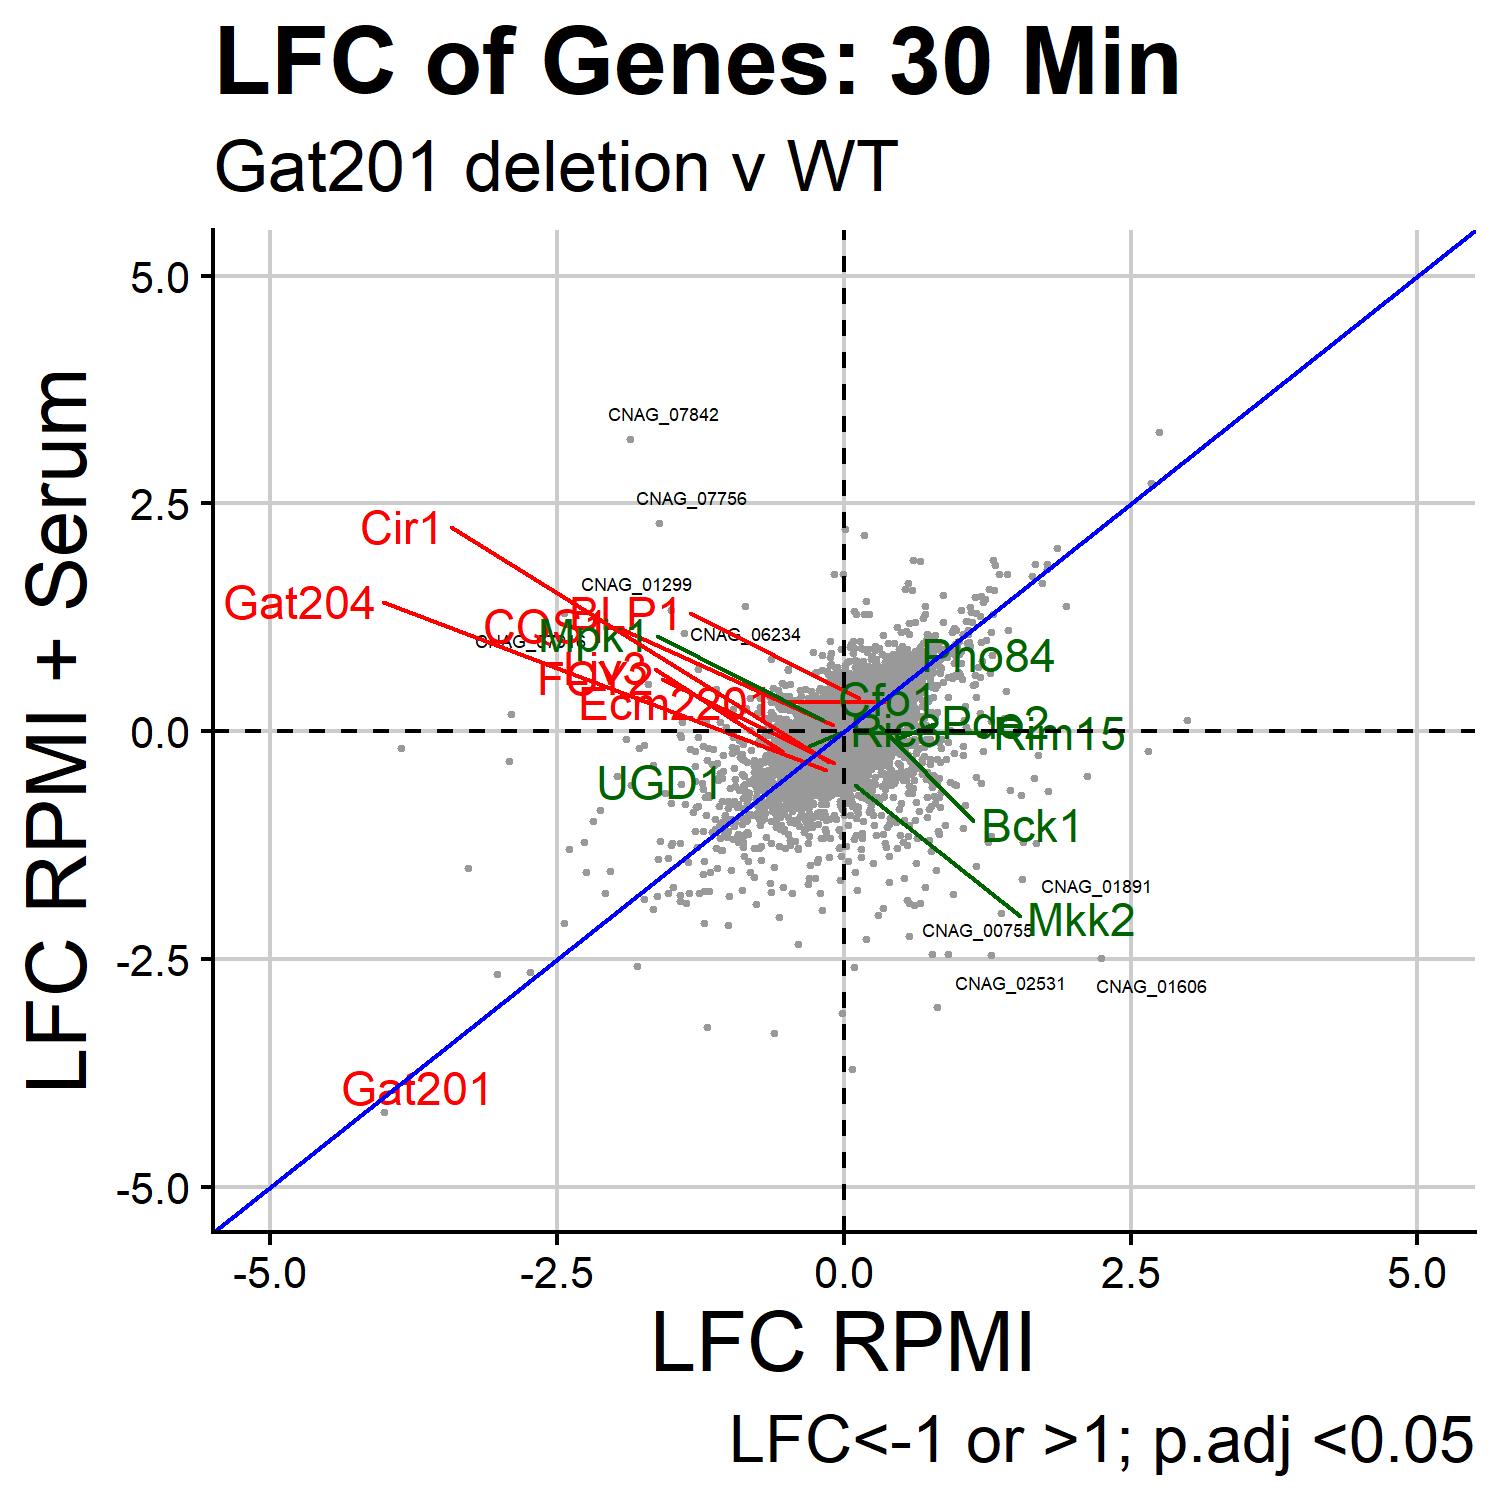 LFC of Genes: 30 Min
Gat201 deletion v WT
LFC RPMI + Serum
5.0
2.5
0.0
-2.5
-5.0
CNAG_07842
CNAG_07756
Cir1
CNAG_01299
Gat204
BLP1
Mpk1
CNAG_06234
Pho84
Liv3
Ecm2201
Cfo1
Pde2
Rim15
UGD1
Bck1
CNAG_01891
Mkk2
CNAG_00755
CNAG_02531
CNAG_01606
Gat201
-5.0
-2.5
0.0
2.5
5.0
LFC RPMI
LFC<-1 or >1; p.adj <0.05